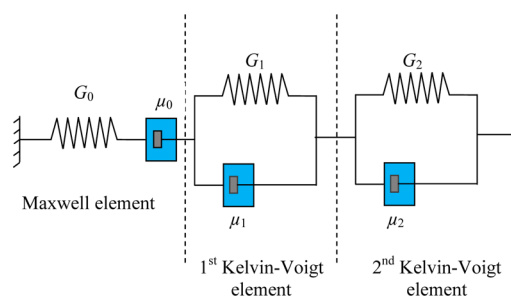 G₀
μ₀
G₁
G₂
μ₁
μ₂
Maxwell element
1ˢᵗ Kelvin-Voigt
element
2ⁿᵈ Kelvin-Voigt
element